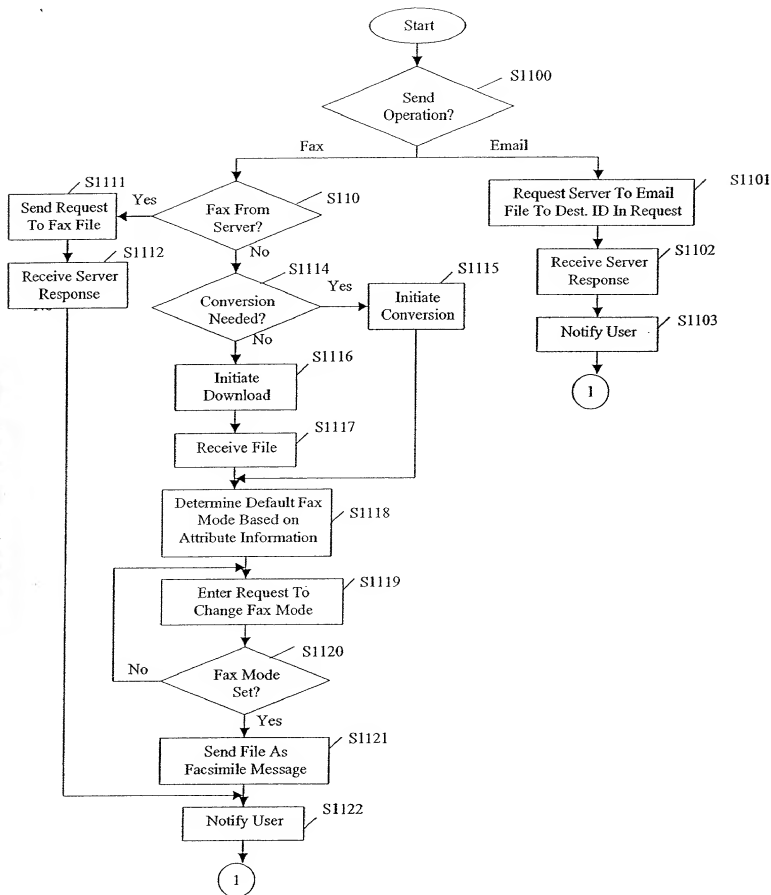 Start
S1100
Send
Operation?
Fax
Email
S1111
Yes
S110
S1101
Send Request
To Fax File
Fax From
Server?
Request Server To Email
File To Dest. ID In Request
S1112
No
S1114
S1102
Receive Server
Response
Yes
S1115
Receive Server
Response
Conversion
Needed?
Initiate
Conversion
S1103
Notify User
No
S1116
1
Initiate
Download
S1117
Receive File
Determine Default Fax
Mode Based on
Attribute Information
S1118
Enter Request To
Change Fax Mode
S1119
S1120
No
Fax Mode
Set?
Yes
Send File As
Facsimile Message
S1121
S1122
Notify User
1